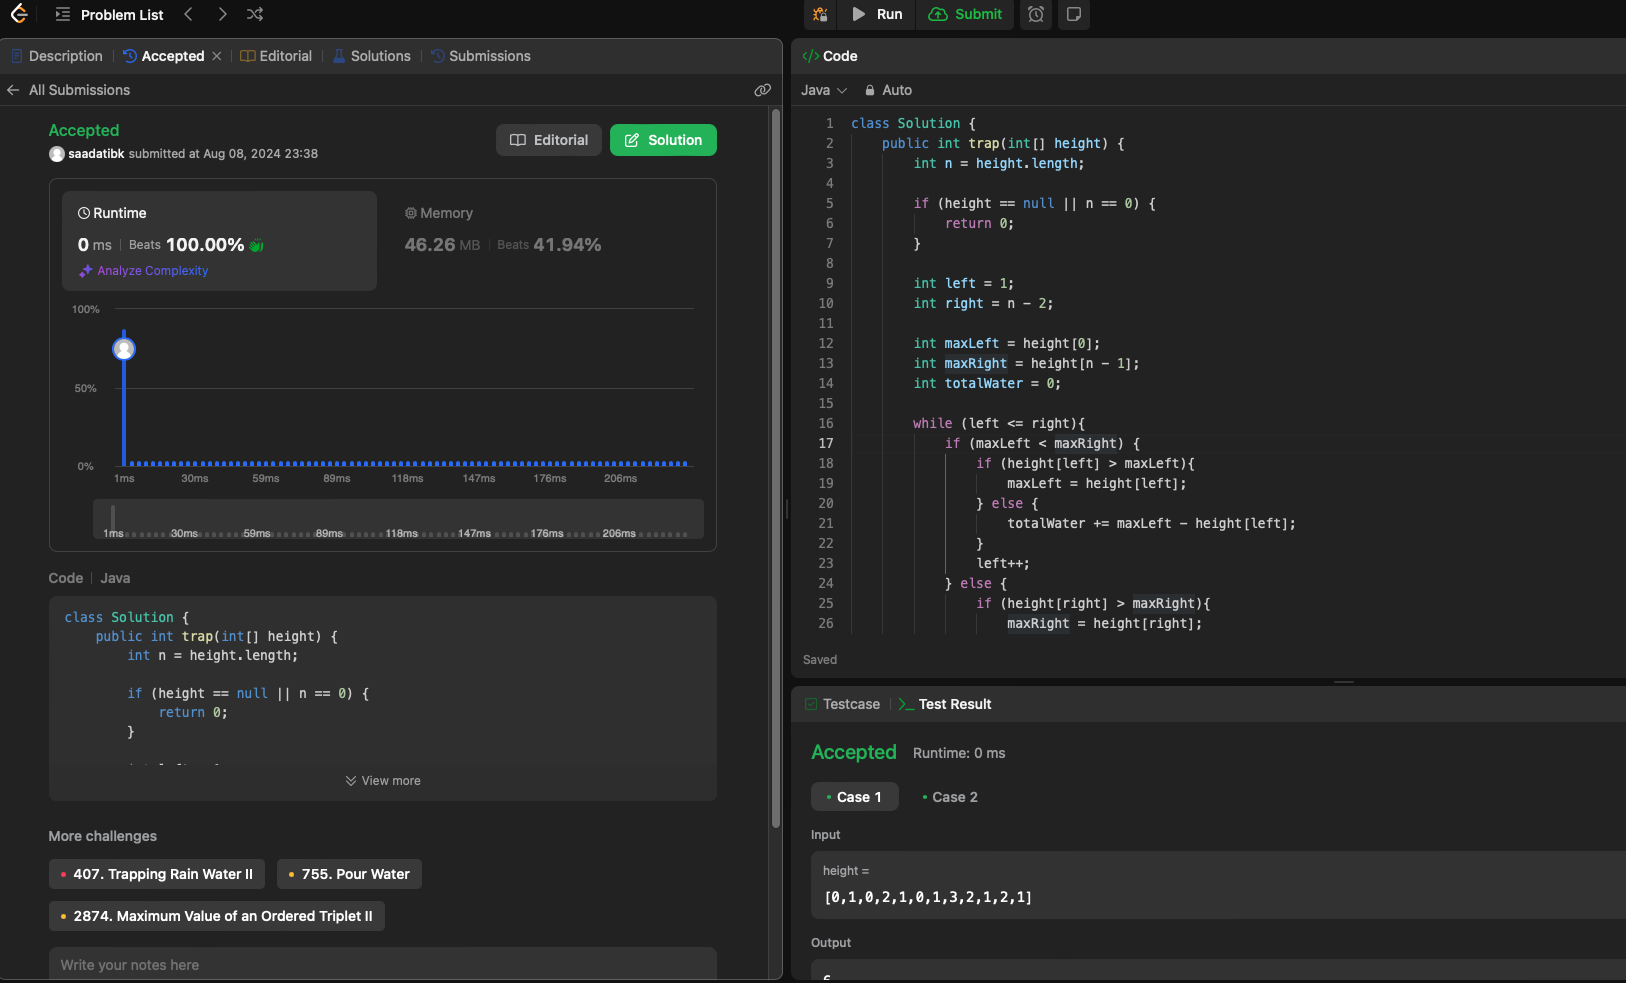 Problem List
Run
Submit
Description
Accepted
Editorial
Solutions
Submissions
All Submissions
Accepted
saadatibk submitted at Aug 08, 2024 23:38
Editorial
Solution
Runtime
0 ms | Beats 100.00%
Analyze Complexity
Memory
46.26 MB | Beats 41.94%
100%
50%
0%
1ms 30ms 59ms 89ms 118ms 147ms 176ms 206ms
1ms 30ms 59ms 89ms 118ms 147ms 176ms 206ms
Code | Java
class Solution {
    public int trap(int[] height) {
        int n = height.length;
        if (height == null || n == 0) {
            return 0;
        }
View more
More challenges
407. Trapping Rain Water II
755. Pour Water
2874. Maximum Value of an Ordered Triplet II
Write your notes here
</> Code
Java
Auto
1 class Solution {
2     public int trap(int[] height) {
3         int n = height.length;
4
5         if (height == null || n == 0) {
6             return 0;
7         }
8
9         int left = 1;
10         int right = n - 2;
11
12         int maxLeft = height[0];
13         int maxRight = height[n - 1];
14         int totalWater = 0;
15
16         while (left <= right){
17             if (maxLeft < maxRight) {
18                 if (height[left] > maxLeft){
19                     maxLeft = height[left];
20                 } else {
21                     totalWater += maxLeft - height[left];
22                 }
23                 left++;
24             } else {
25                 if (height[right] > maxRight){
26                     maxRight = height[right];
Saved
Testcase
Test Result
Accepted
Runtime: 0 ms
Case 1
Case 2
Input
height =
[0,1,0,2,1,0,1,3,2,1,2,1]
Output